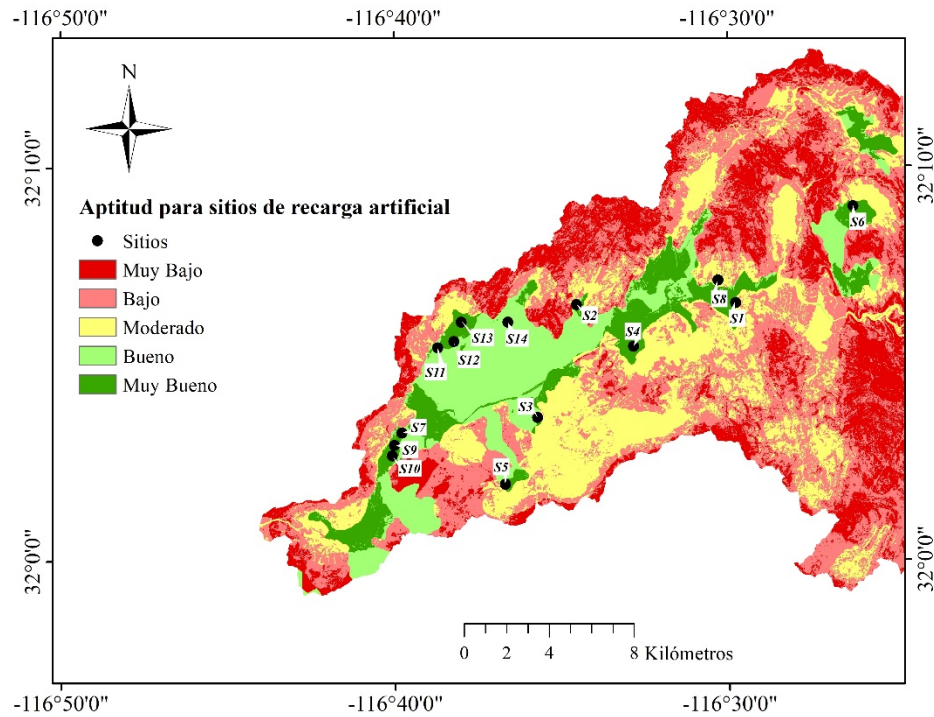 -116°50'0" -116°40'0" -116°30'0"
N
32°10'0" 32°10'0"
Aptitud para sitios de recarga artificial
Sitios
Muy Bajo
Bajo
Moderado
Bueno
Muy Bueno
S6
S8
S1
S2
S4
S13
S14
S12
S11
S3
S7
S9
S10
S5
32°0'0" 32°0'0"
0 2 4 8 Kilómetros
-116°50'0" -116°40'0" -116°30'0"